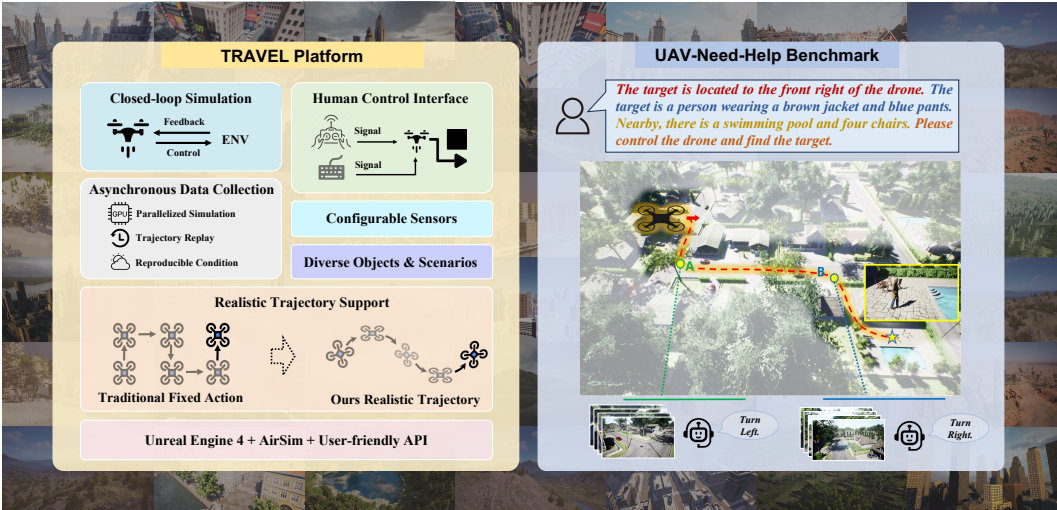 TRAVEL Platform
Closed-loop Simulation
Feedback
ENV
Control
Human Control Interface
Signal
Signal
Asynchronous Data Collection
GPU
Parallelized Simulation
Trajectory Replay
Reproducible Condition
Configurable Sensors
Diverse Objects & Scenarios
Realistic Trajectory Support
Traditional Fixed Action
Ours Realistic Trajectory
Unreal Engine 4 + AirSim + User-friendly API
UAV-Need-Help Benchmark
The target is located to the front right of the drone. The
target is a person wearing a brown jacket and blue pants.
Nearby, there is a swimming pool and four chairs. Please
control the drone and find the target.
A
B
Turn
Left.
Turn
Right.